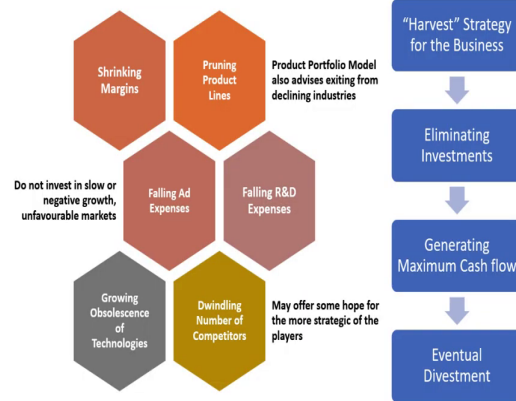 Shrinking
Margins
Pruning
Product
Lines
Product Portfolio Model
also advises exiting from
declining industries
Do not invest in slow or
negative growth,
unfavourable markets
Falling Ad
Expenses
Falling R&D
Expenses
Growing
Obsolescence
of
Technologies
Dwindling
Number of
Competitors
May offer some hope for
the more strategic of the
players
“Harvest” Strategy
for the Business
Eliminating
Investments
Generating
Maximum Cash flow
Eventual
Divestment